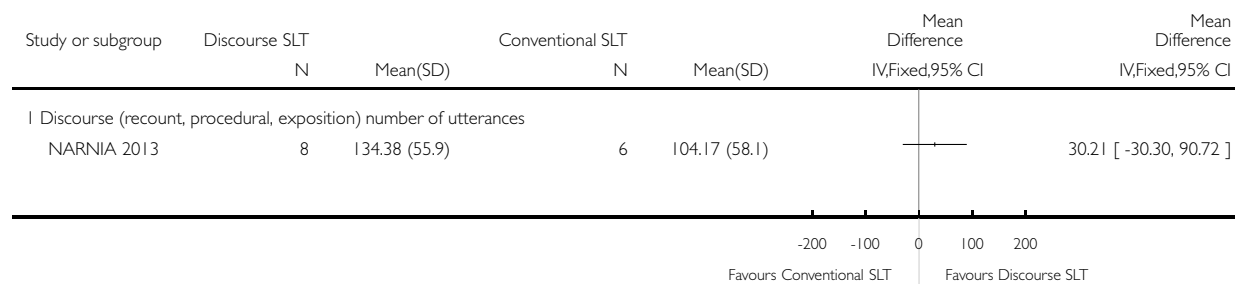 Study or subgroup Discourse SLT Conventional SLT Mean Difference Mean Difference
N Mean(SD) N Mean(SD) IV,Fixed,95% CI IV,Fixed,95% CI
1 Discourse (recount, procedural, exposition) number of utterances
NARNIA 2013 8 134.38 (55.9) 6 104.17 (58.1) 30.21 [ -30.30, 90.72 ]
-200 -100 0 100 200
Favours Conventional SLT Favours Discourse SLT